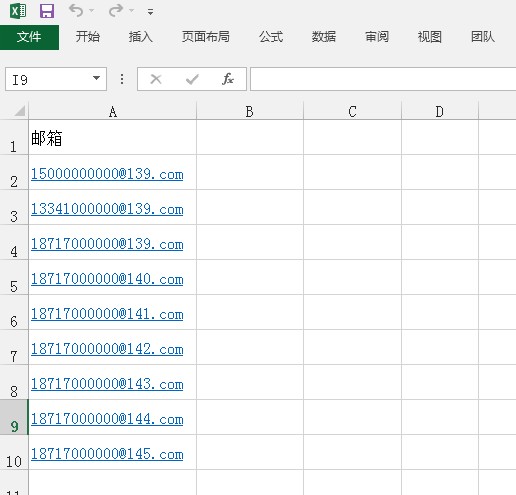 文件 开始 插入 页面布局 公式 数据 审阅 视图 团队
I9 fx
A B C D
1 邮箱
2 15000000000@139.com
3 13341000000@139.com
4 18717000000@139.com
5 18717000000@140.com
6 18717000000@141.com
7 18717000000@142.com
8 18717000000@143.com
9 18717000000@144.com
10 18717000000@145.com
11